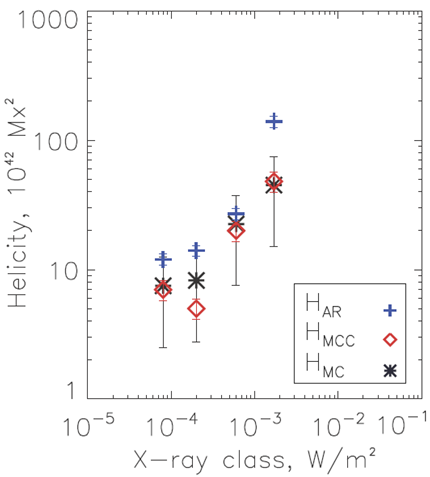 1000
100
10
1
Helicity, 10⁴² Mx²
H_AR
H_MCC
H_MC
10⁻⁵ 10⁻⁴ 10⁻³ 10⁻² 10⁻¹
X-ray class, W/m²